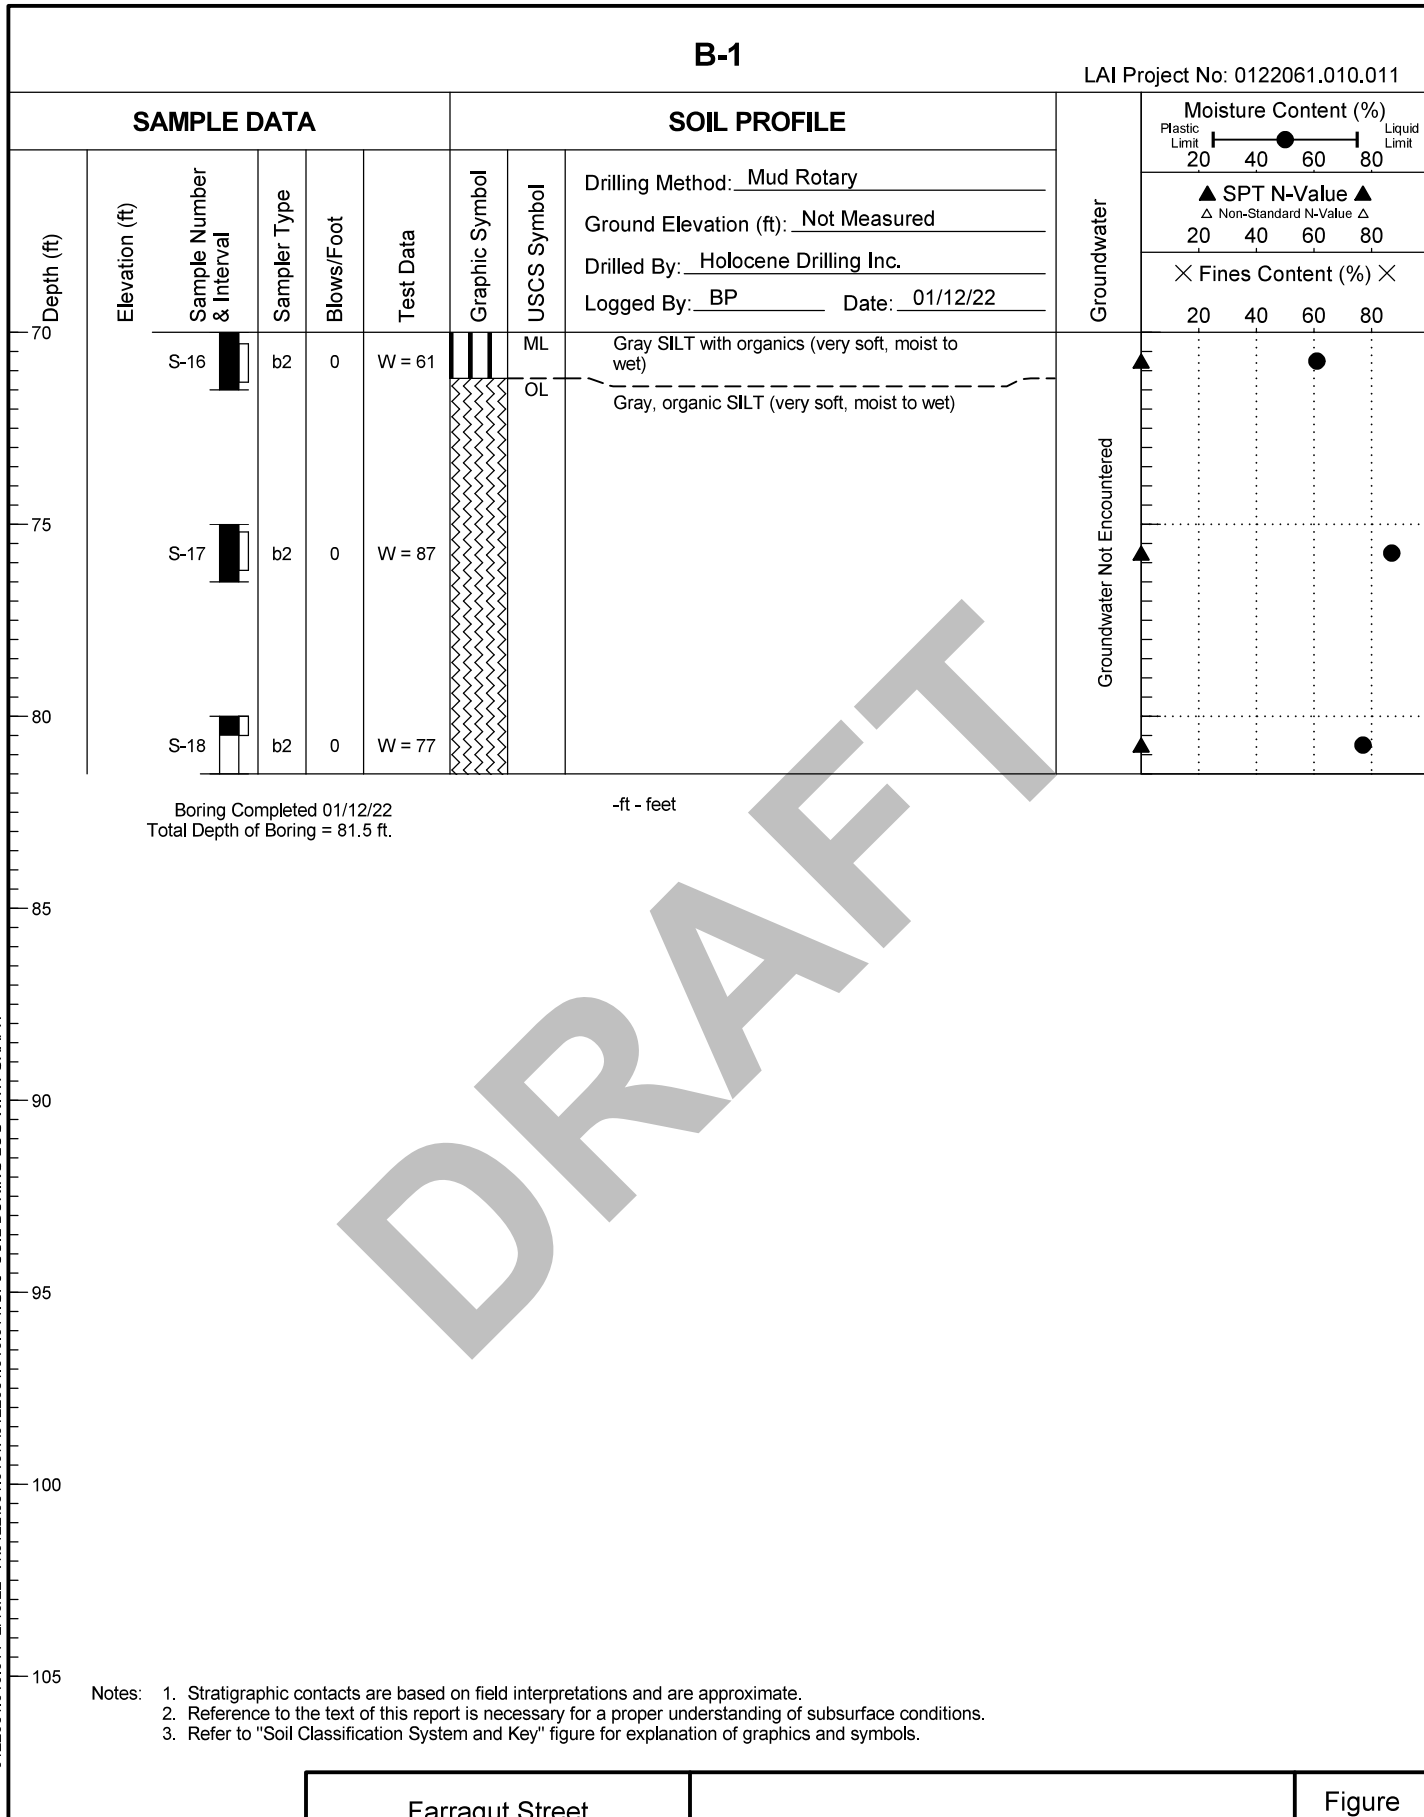 B-1
LAI Project No: 0122061.010.011
SAMPLE DATA
SOIL PROFILE
Depth (ft)
Elevation (ft)
Sample Number
& Interval
Sampler Type
Blows/Foot
Test Data
Graphic Symbol
USCS Symbol
Drilling Method: Mud Rotary
Ground Elevation (ft): Not Measured
Drilled By: Holocene Drilling Inc.
Logged By: BP Date: 01/12/22
Groundwater
Moisture Content (%)
Plastic Limit
Liquid Limit
20 40 60 80
▲ SPT N-Value ▲
△ Non-Standard N-Value △
20 40 60 80
✕ Fines Content (%) ✕
20 40 60 80
70
S-16 b2 0 W = 61
ML
Gray SILT with organics (very soft, moist to
wet)
OL
Gray, organic SILT (very soft, moist to wet)
Groundwater Not Encountered
75
S-17 b2 0 W = 87
80
S-18 b2 0 W = 77
Boring Completed 01/12/22
Total Depth of Boring = 81.5 ft.
-ft - feet
DRAFT
85
90
95
100
105
Notes: 1. Stratigraphic contacts are based on field interpretations and are approximate.
2. Reference to the text of this report is necessary for a proper understanding of subsurface conditions.
3. Refer to "Soil Classification System and Key" figure for explanation of graphics and symbols.
Farragut Street
Figure